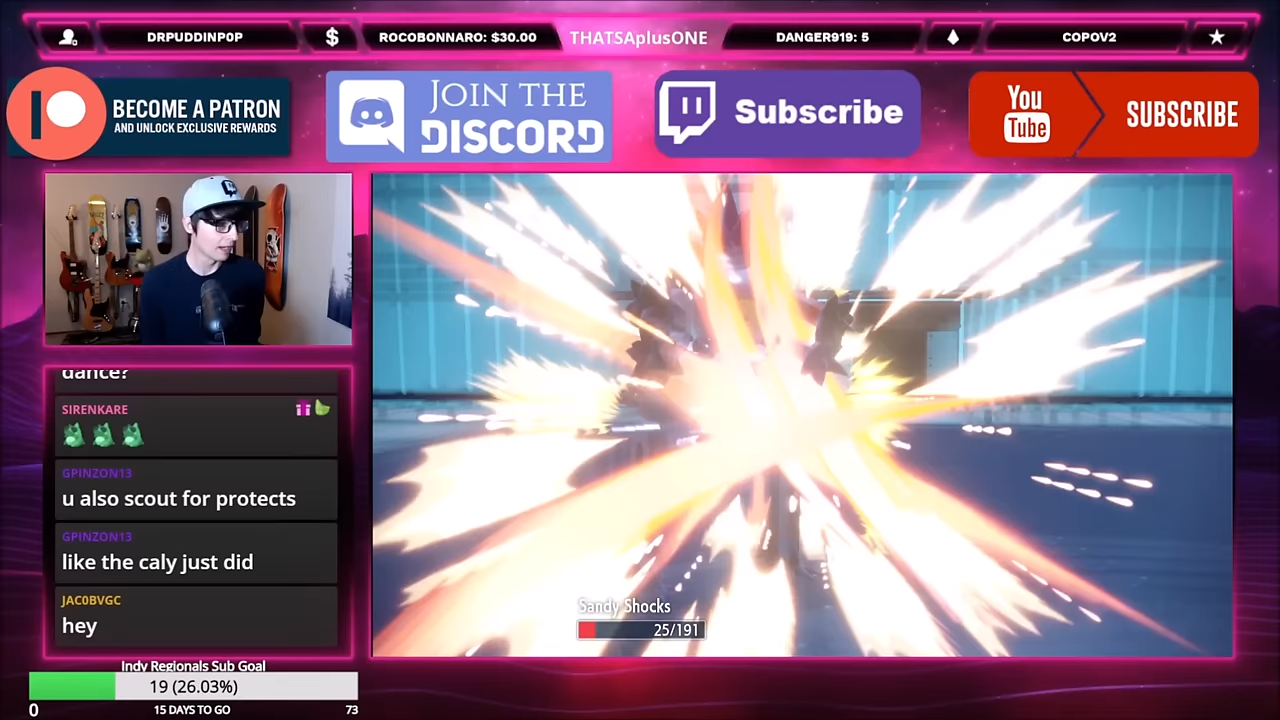 DRPUDDINP0P
$
ROCOBONNARO: $30.00
THATSAplusONE
DANGER919: 5
COPOV2
BECOME A PATRON
AND UNLOCK EXCLUSIVE REWARDS
JOIN THE
DISCORD
Subscribe
You
Tube
SUBSCRIBE
dance?
SIRENKARE
GPINZON13
u also scout for protects
GPINZON13
like the caly just did
JAC0BVGC
hey
Sandy Shocks
25/191
Indy Regionals Sub Goal
19 (26.03%)
0
15 DAYS TO GO
73